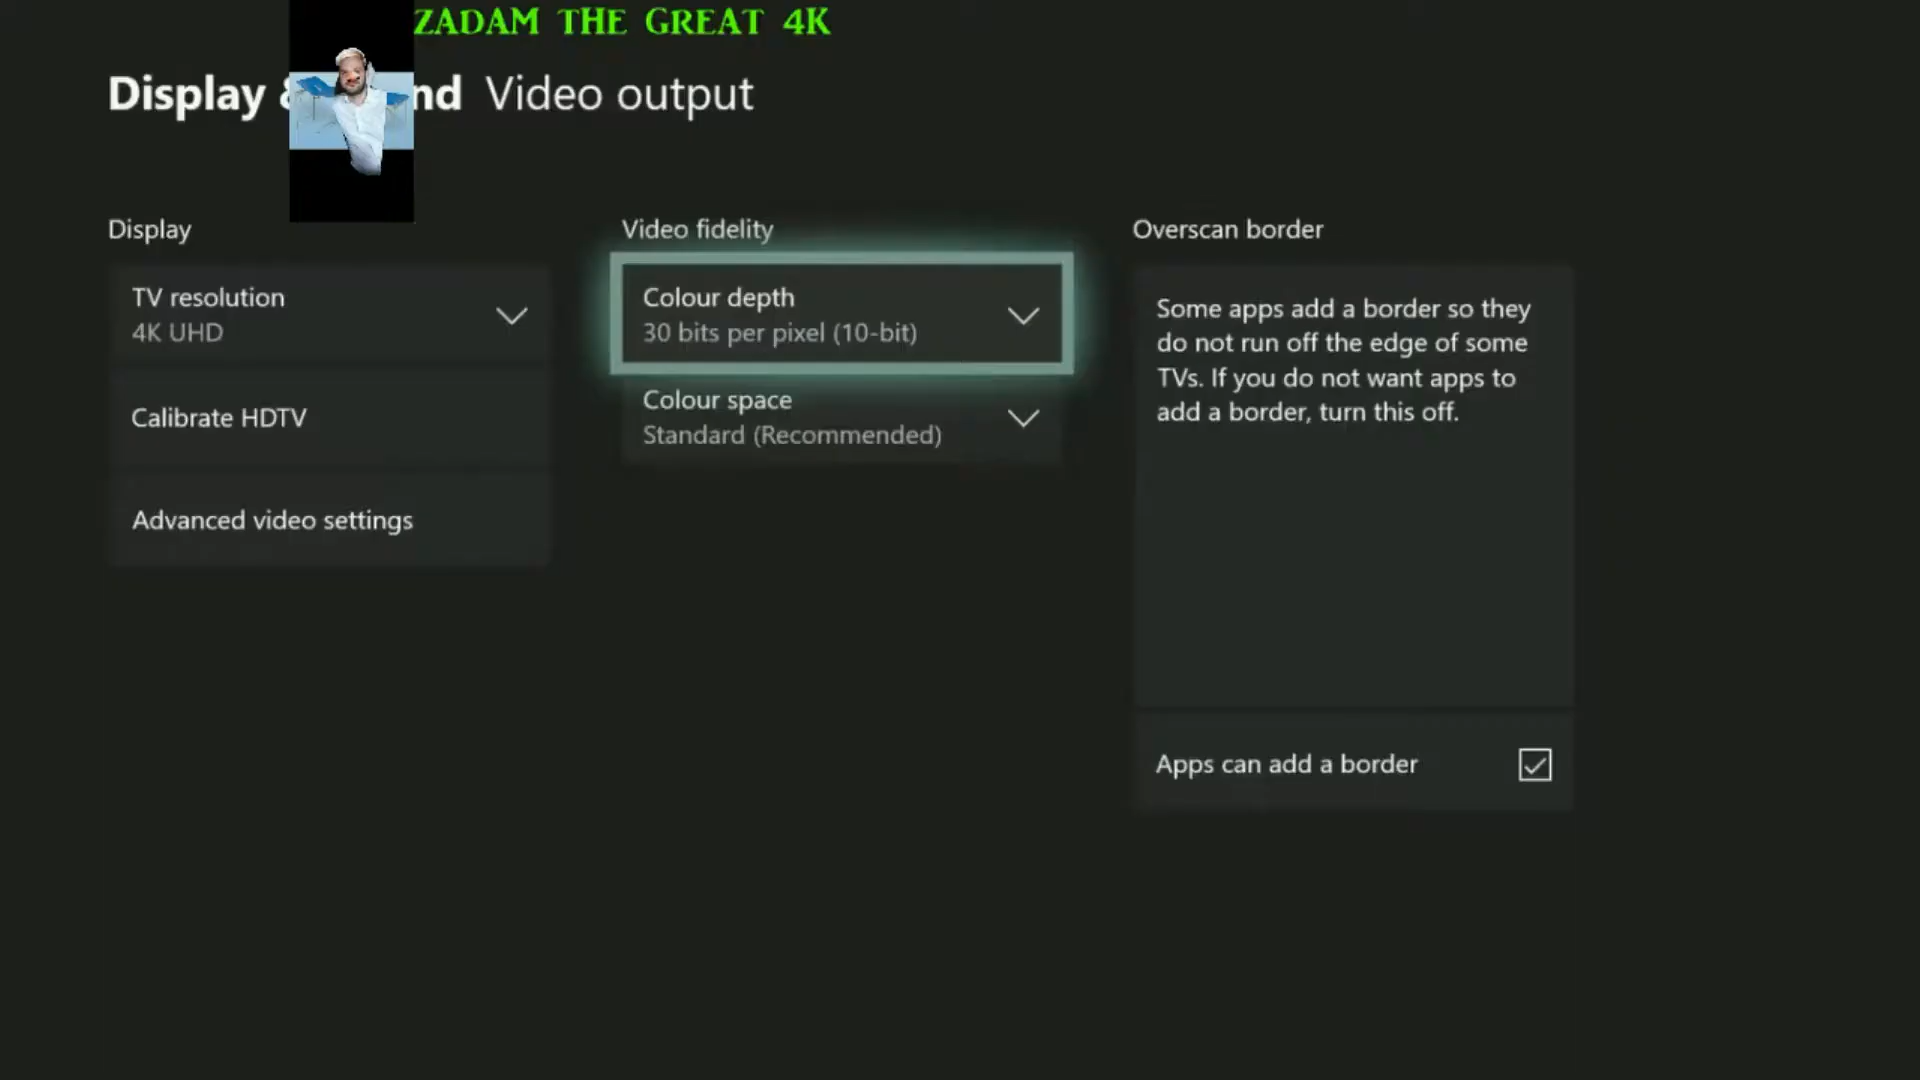 ZADAM THE GREAT 4K
Display & nd Video output
Display
TV resolution
4K UHD
Calibrate HDTV
Advanced video settings
Video fidelity
Colour depth
30 bits per pixel (10-bit)
Colour space
Standard (Recommended)
Overscan border
Some apps add a border so they
do not run off the edge of some
TVs. If you do not want apps to
add a border, turn this off.
Apps can add a border